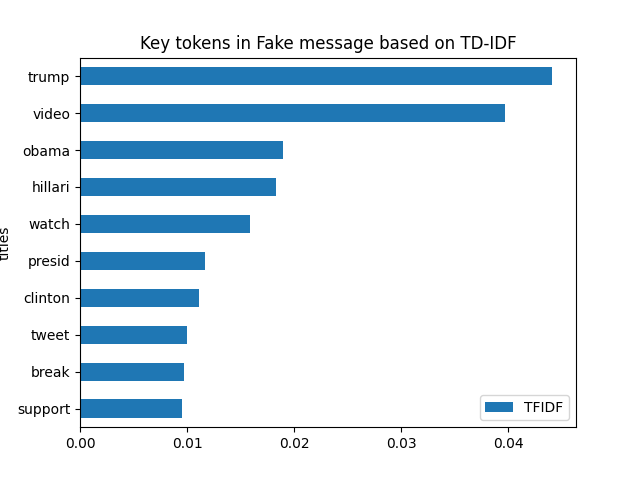 Key tokens in Fake message based on TD-IDF
trump
video
obama
hillari
watch
presid
clinton
tweet
break
support
titles
TFIDF
0.00 0.01 0.02 0.03 0.04